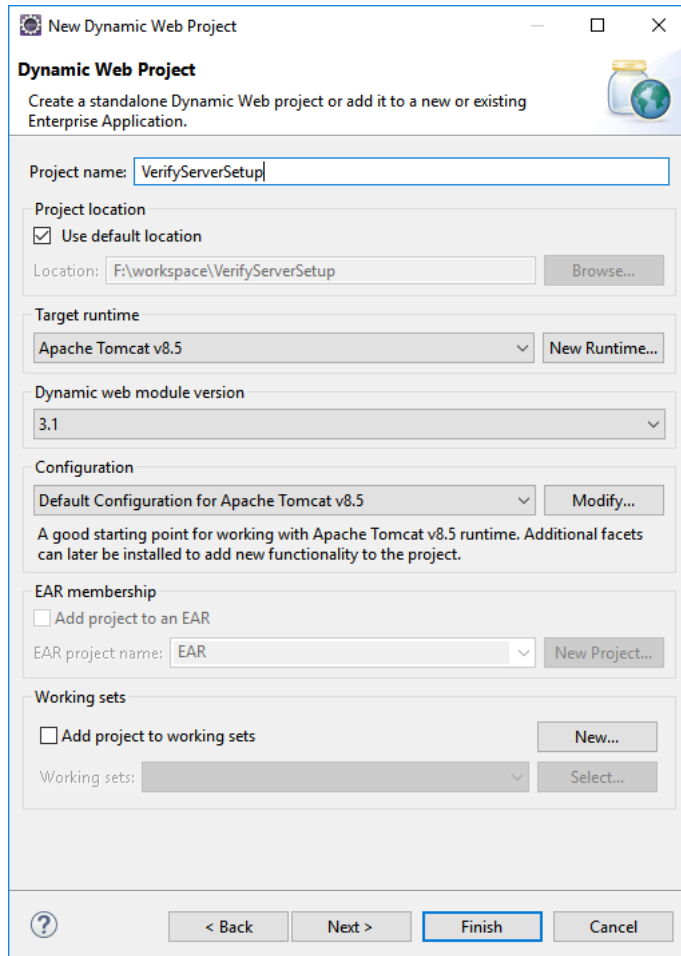 New Dynamic Web Project
Dynamic Web Project
Create a standalone Dynamic Web project or add it to a new or existing
Enterprise Application.
Project name: VerifyServerSetup
Project location
Use default location
Location: F:\workspace\VerifyServerSetup Browse...
Target runtime
Apache Tomcat v8.5 New Runtime...
Dynamic web module version
3.1
Configuration
Default Configuration for Apache Tomcat v8.5 Modify...
A good starting point for working with Apache Tomcat v8.5 runtime. Additional facets
can later be installed to add new functionality to the project.
EAR membership
Add project to an EAR
EAR project name: EAR New Project...
Working sets
Add project to working sets New...
Working sets: Select...
? < Back Next > Finish Cancel